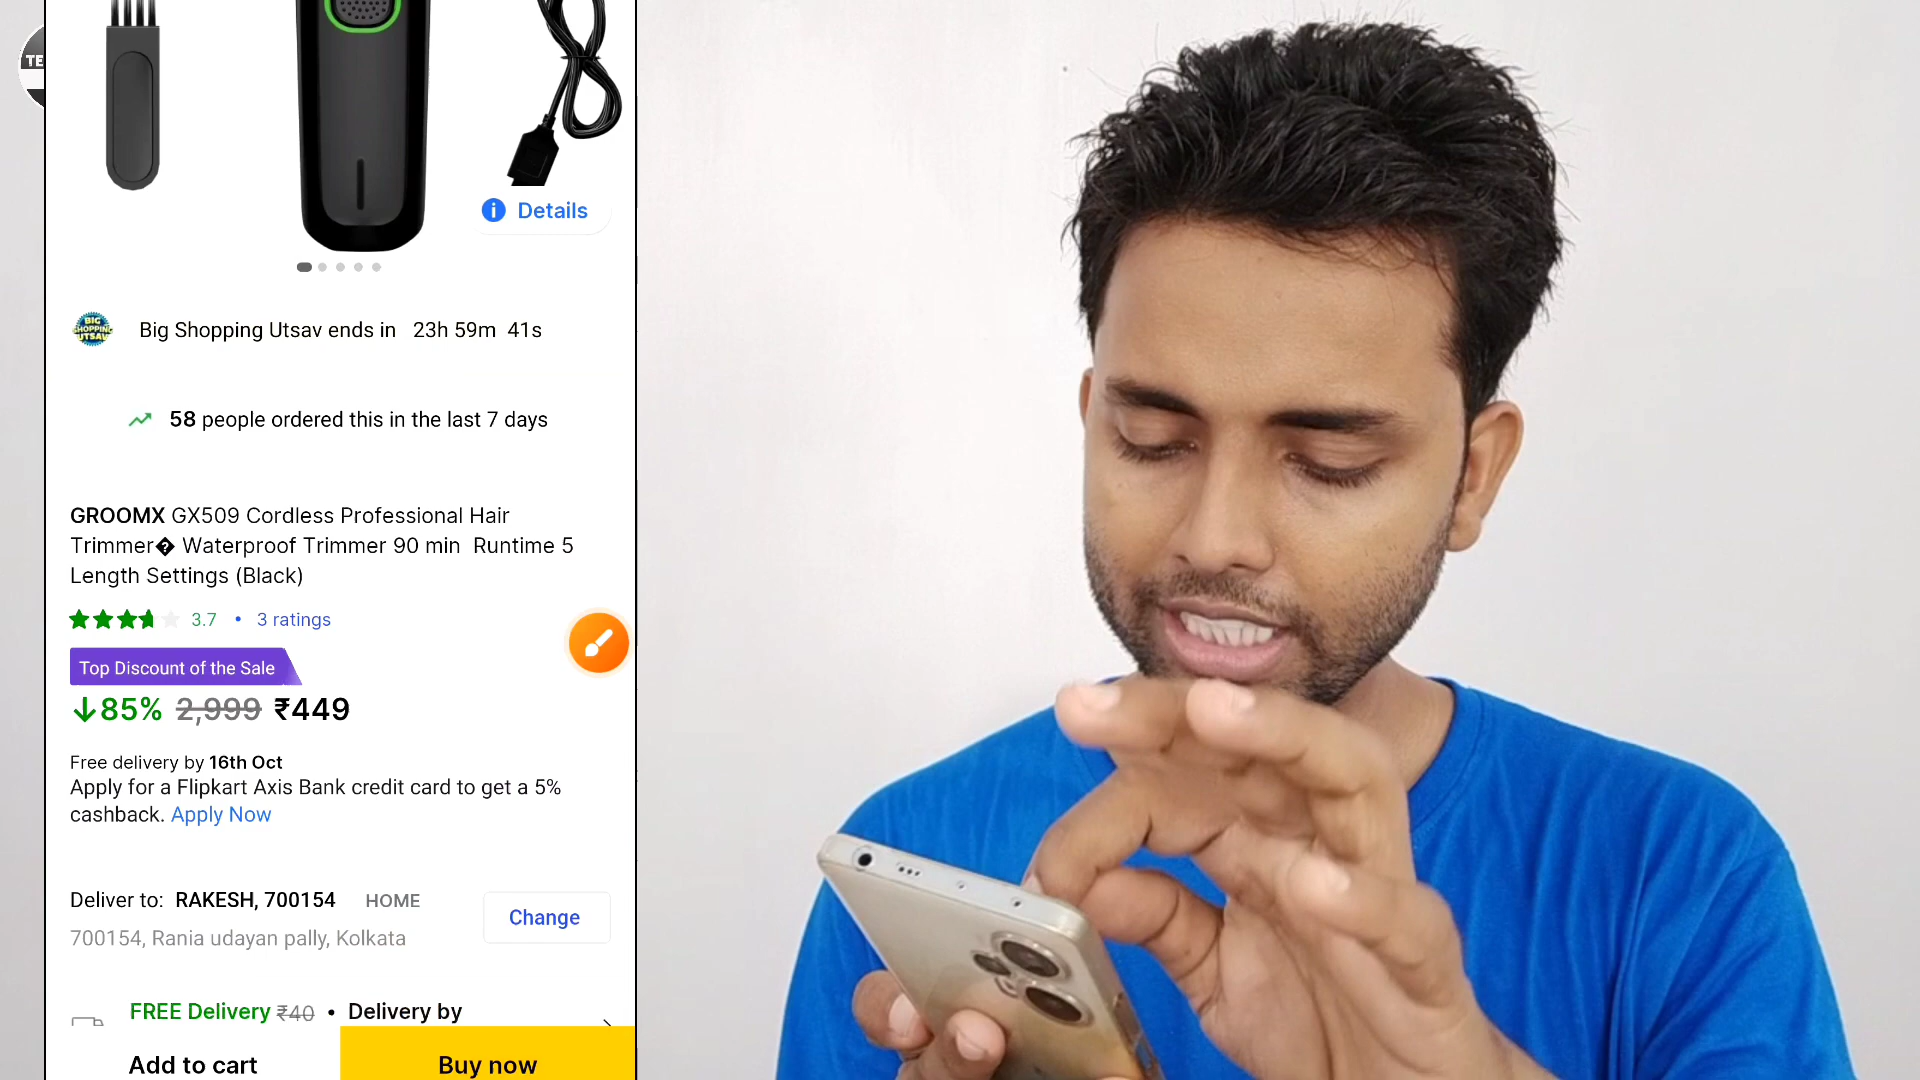 TE
Details
BIG
SHOPPING
UTSAV
Big Shopping Utsav ends in 23h 59m 41s
58 people ordered this in the last 7 days
GROOMX GX509 Cordless Professional Hair
Trimmer� Waterproof Trimmer 90 min Runtime 5
Length Settings (Black)
3.7 • 3 ratings
Top Discount of the Sale
↓85% 2,999 ₹449
Free delivery by 16th Oct
Apply for a Flipkart Axis Bank credit card to get a 5%
cashback. Apply Now
Deliver to: RAKESH, 700154 HOME
Change
700154, Rania udayan pally, Kolkata
FREE Delivery ₹40 • Delivery by
Add to cart
Buy now